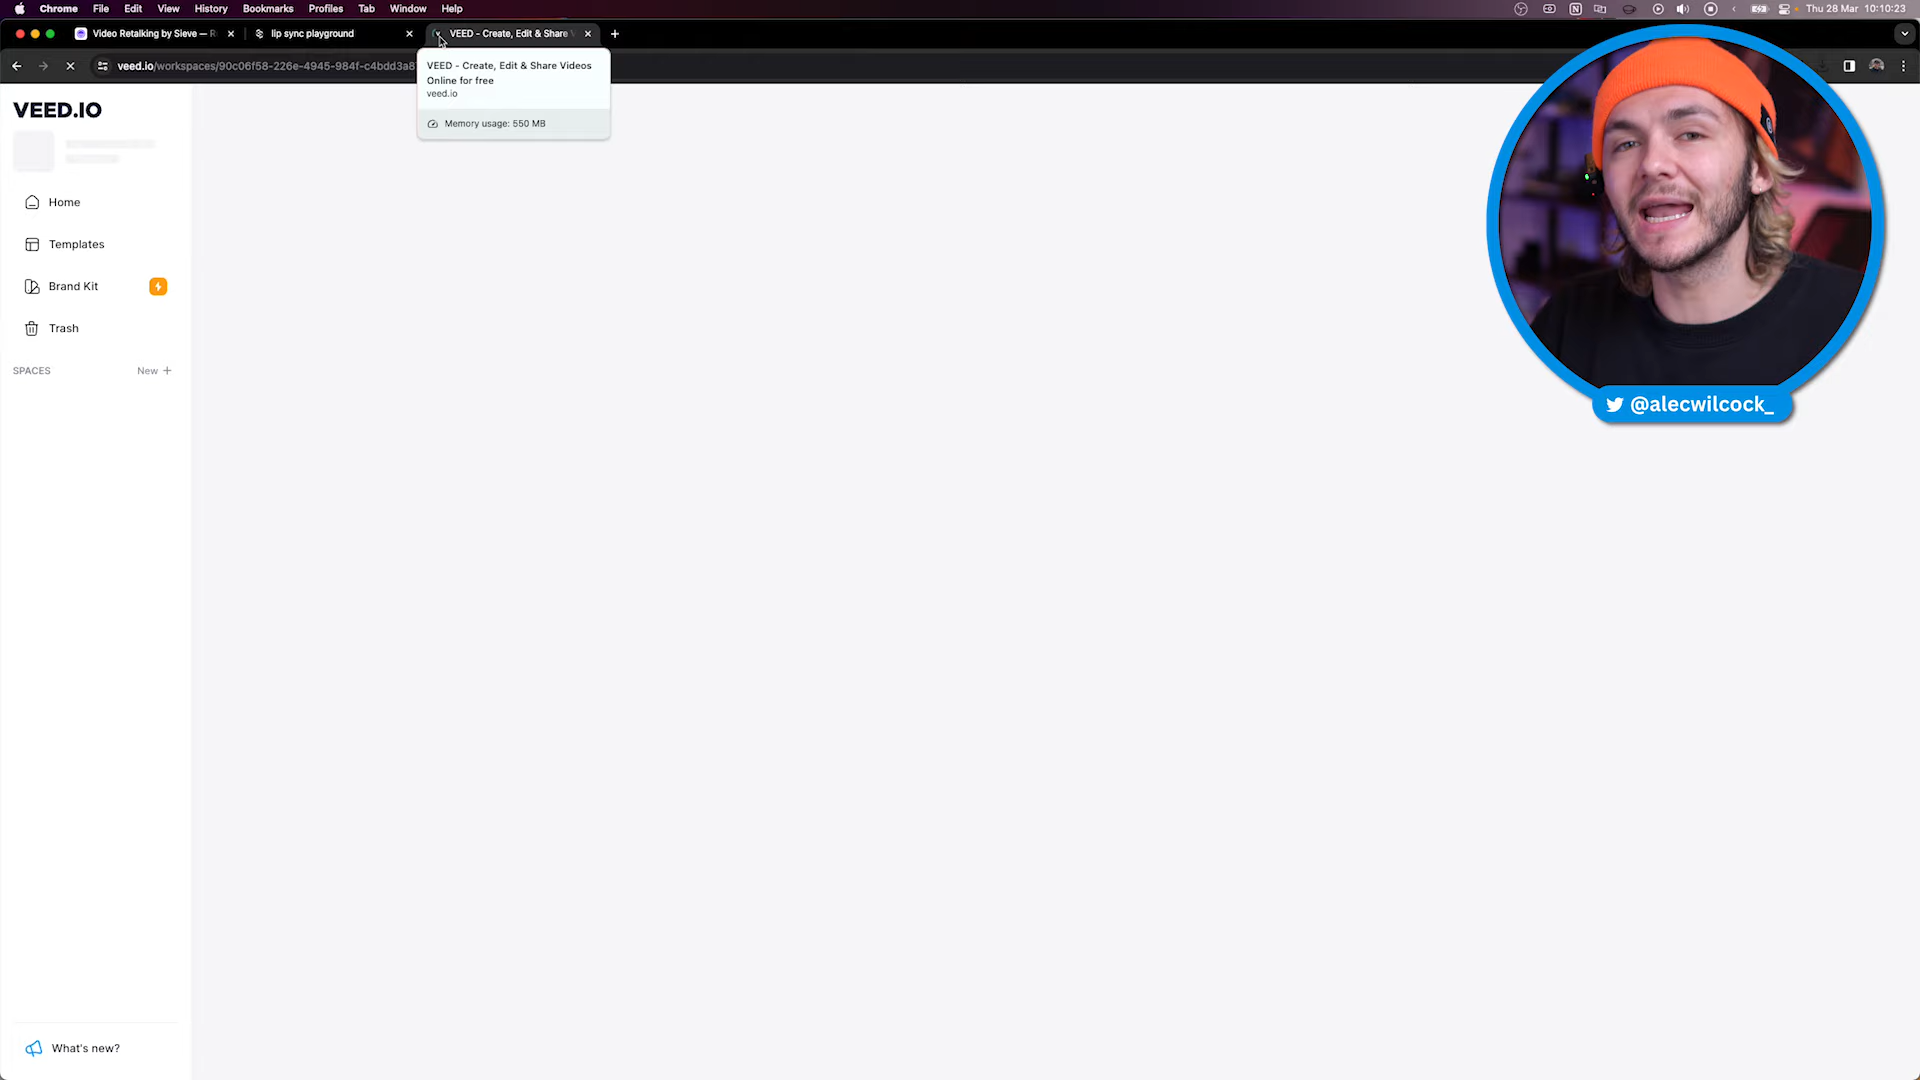 Chrome File Edit View History Bookmarks Profiles Tab Window Help
Thu 28 Mar 10:10:23
Video Retalking by Sieve — R
lip sync playground
VEED - Create, Edit & Share V
veed.io/workspaces/90c06f58-226e-4945-984f-c4bdd3a8
VEED - Create, Edit & Share Videos
Online for free
veed.io
Memory usage: 550 MB
VEED.IO
Home
Templates
Brand Kit
Trash
SPACES
New +
@alecwilcock_
What's new?